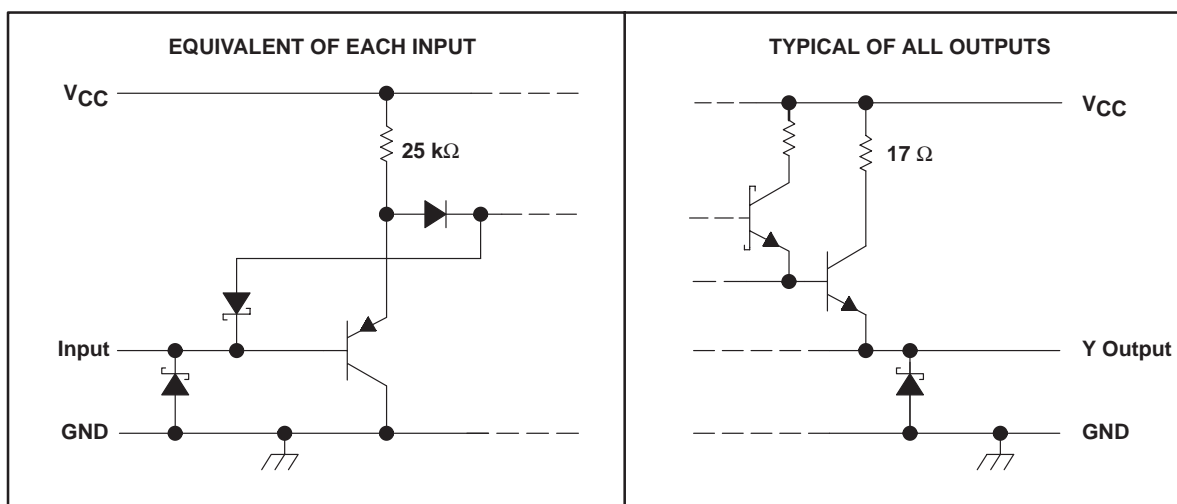 EQUIVALENT OF EACH INPUT
VCC
25 kΩ
Input
GND
TYPICAL OF ALL OUTPUTS
VCC
17 Ω
Y Output
GND